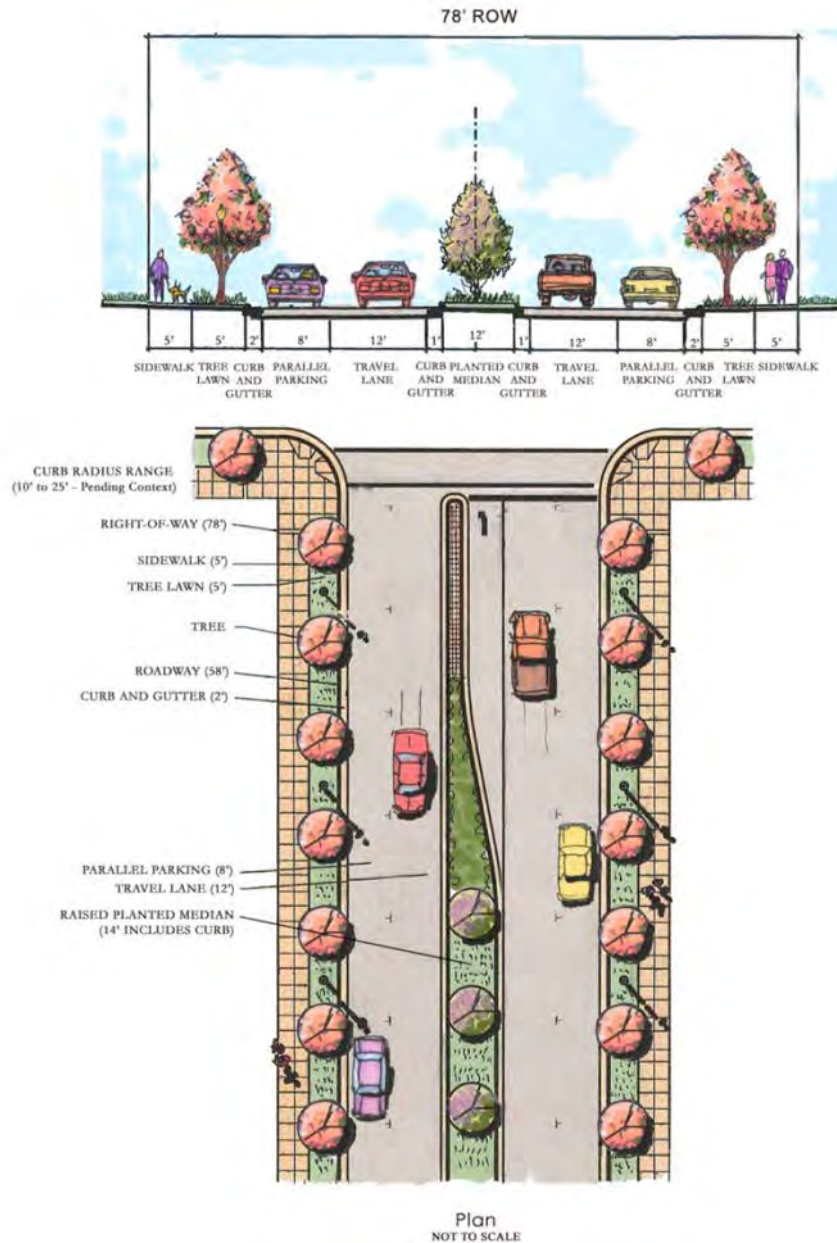 78' ROW
5' 5' 2' 8' 12' 1' 12' 1' 12' 8' 2' 5' 5'
SIDEWALK TREE LAWN CURB AND GUTTER PARALLEL PARKING TRAVEL LANE CURB AND GUTTER PLANTED MEDIAN CURB AND GUTTER TRAVEL LANE PARALLEL PARKING CURB AND GUTTER TREE LAWN SIDEWALK
CURB RADIUS RANGE
(10' to 25' - Pending Context)
RIGHT-OF-WAY (78')
SIDEWALK (5')
TREE LAWN (5')
TREE
ROADWAY (58')
CURB AND GUTTER (2')
PARALLEL PARKING (8')
TRAVEL LANE (12')
RAISED PLANTED MEDIAN
(14' INCLUDES CURB)
Plan
NOT TO SCALE